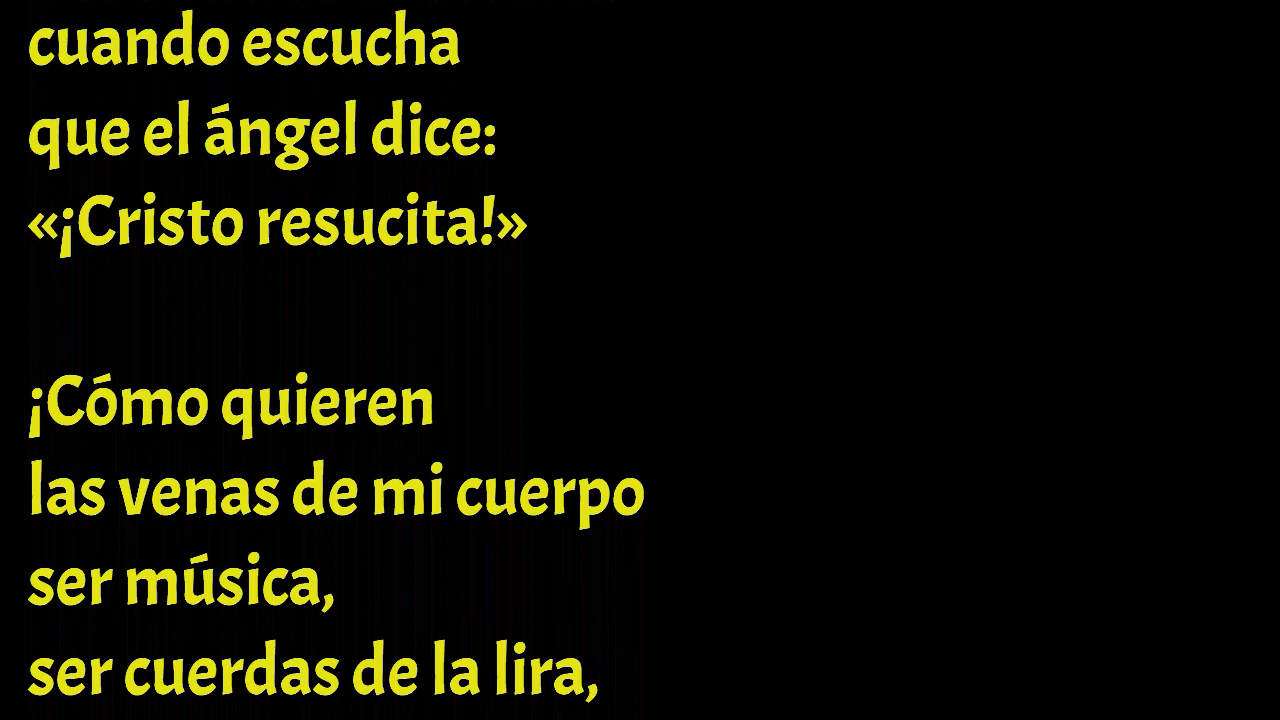 cuando escucha
que el ángel dice:
«¡Cristo resucita!»
¡Cómo quieren
las venas de mi cuerpo
ser música,
ser cuerdas de la lira,